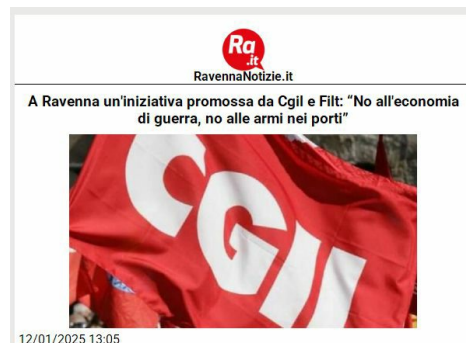 Ra
.it
RavennaNotizie.it
A Ravenna un'iniziativa promossa da Cgil e Filt: “No all'economia
di guerra, no alle armi nei porti”
CGIL
12/01/2025 13:05